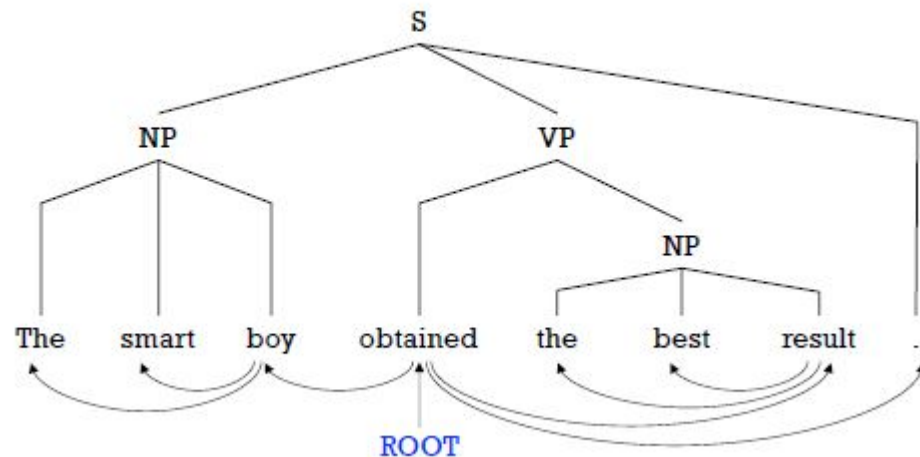 S
NP VP
NP
The smart boy obtained the best result .
ROOT